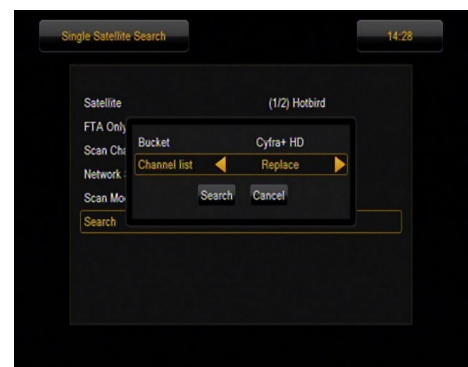 Single Satellite Search 14:28
Satellite (1/2) Hotbird
FTA Only
Bucket Cyfra+ HD
Scan Cha
Channel list Replace
Network
Scan Mo
Search Cancel
Search